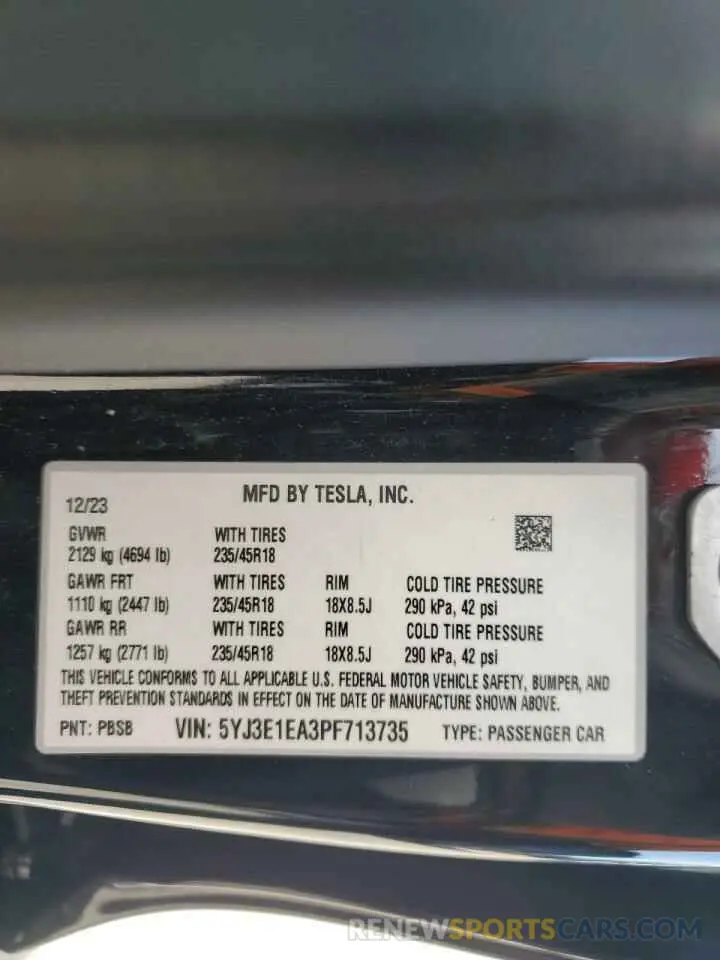 MFD BY TESLA, INC.
12/23
GVWR WITH TIRES
2129 kg (4694 lb) 235/45R18
GAWR FRT WITH TIRES RIM COLD TIRE PRESSURE
1110 kg (2447 lb) 235/45R18 18X8.5J 290 kPa, 42 psi
GAWR RR WITH TIRES RIM COLD TIRE PRESSURE
1257 kg (2771 lb) 235/45R18 18X8.5J 290 kPa, 42 psi
THIS VEHICLE CONFORMS TO ALL APPLICABLE U.S. FEDERAL MOTOR VEHICLE SAFETY, BUMPER, AND
THEFT PREVENTION STANDARDS IN EFFECT ON THE DATE OF MANUFACTURE SHOWN ABOVE.
PNT: PBSB VIN: 5YJ3E1EA3PF713735 TYPE: PASSENGER CAR
RENEWSPORTSCARS.COM